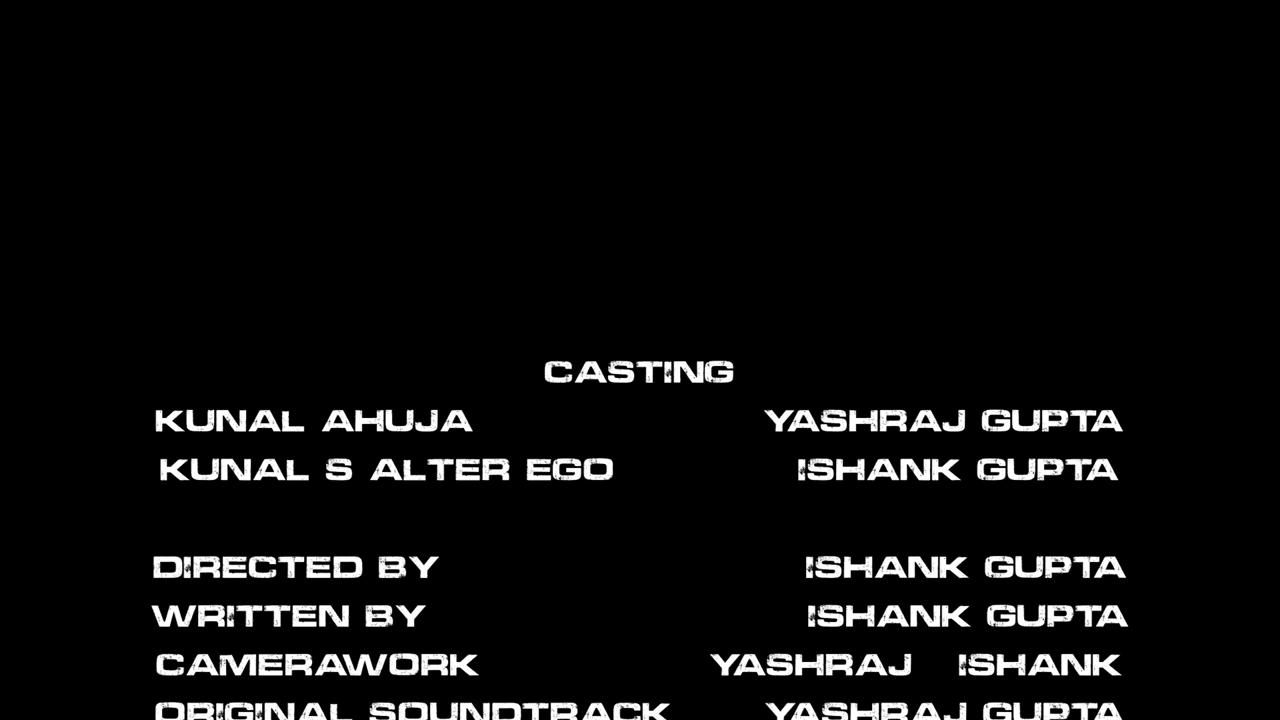 CASTING
KUNAL AHUJA YASHRAJ GUPTA
KUNAL S ALTER EGO ISHANK GUPTA
DIRECTED BY ISHANK GUPTA
WRITTEN BY ISHANK GUPTA
CAMERAWORK YASHRAJ ISHANK
ORIGINAL SOUNDTRACK YASHRAJ GUPTA